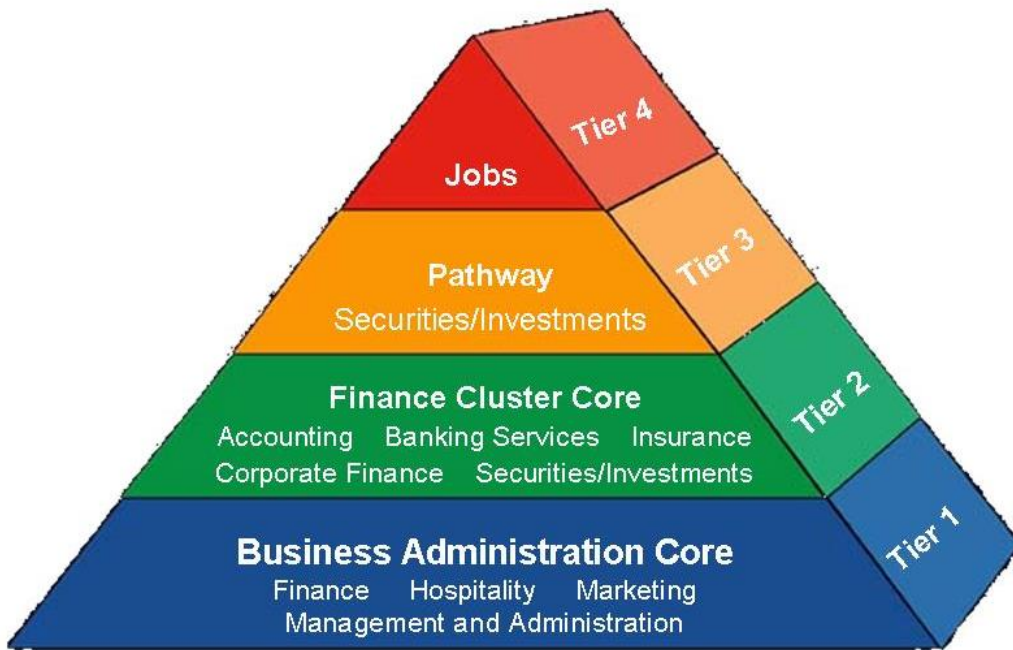 Tier 4
Jobs
Tier 3
Pathway
Securities/Investments
Tier 2
Finance Cluster Core
Accounting Banking Services Insurance
Corporate Finance Securities/Investments
Tier 1
Business Administration Core
Finance Hospitality Marketing
Management and Administration